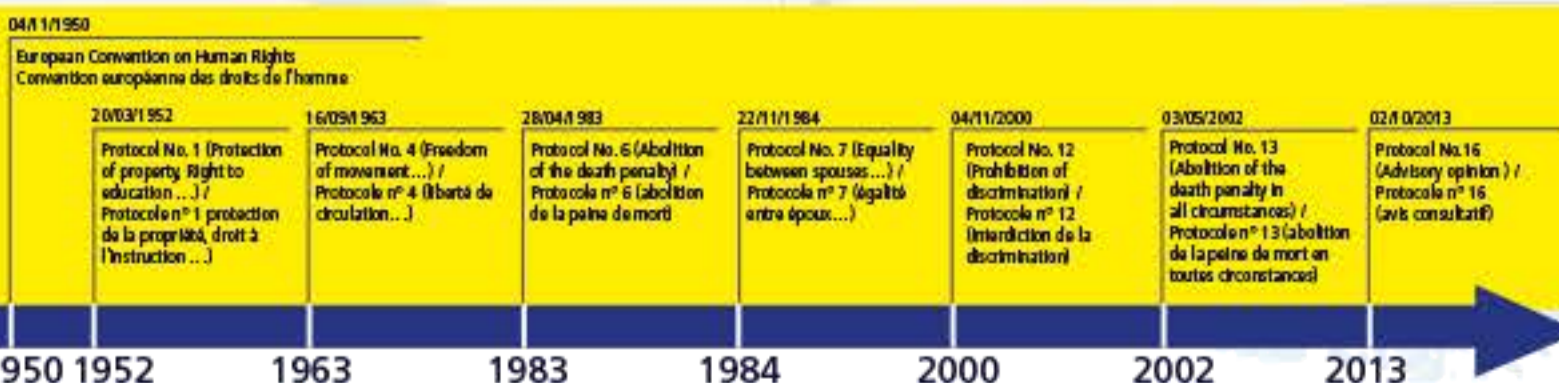 04/11/1950
European Convention on Human Rights
Convention européenne des droits de l'homme
20/03/1952
Protocol No. 1 (Protection
of property, Right to
education ...) /
Protocole n° 1 protection
de la propriété, droit à
l'instruction ...)
16/09/1963
Protocol No. 4 (Freedom
of movement...) /
Protocole n° 4 (liberté de
circulation...)
28/04/1983
Protocol No. 6 (Abolition
of the death penalty) /
Protocole n° 6 (abolition
de la peine de mort)
22/11/1984
Protocol No. 7 (Equality
between spouses...) /
Protocole n° 7 (égalité
entre époux...)
04/11/2000
Protocol No. 12
(Prohibition of
discrimination) /
Protocole n° 12
(Interdiction de la
discrimination)
03/05/2002
Protocol No. 13
(Abolition of the
death penalty in
all circumstances) /
Protocole n° 13 (abolition
de la peine de mort en
toutes circonstances)
02/10/2013
Protocol No.16
(Advisory opinion ) /
Protocole n° 16
(avis consultatif)
950 1952 1963 1983 1984 2000 2002 2013